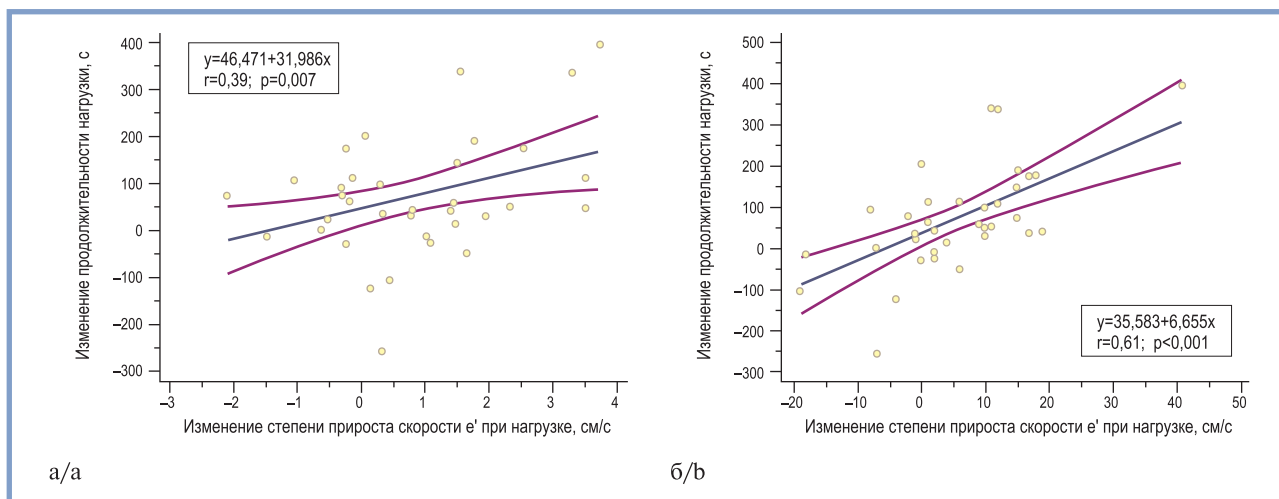 Изменение продолжительности нагрузки, с
400
300
200
100
0
–100
–200
–300
y=46,471+31,986x
r=0,39; p=0,007
–3 –2 –1 0 1 2 3 4
Изменение степени прироста скорости e' при нагрузке, см/с
а/a
Изменение продолжительности нагрузки, с
500
400
300
200
100
0
–100
–200
–300
y=35,583+6,655x
r=0,61; p<0,001
–20 –10 0 10 20 30 40 50
Изменение степени прироста скорости e' при нагрузке, см/с
б/b